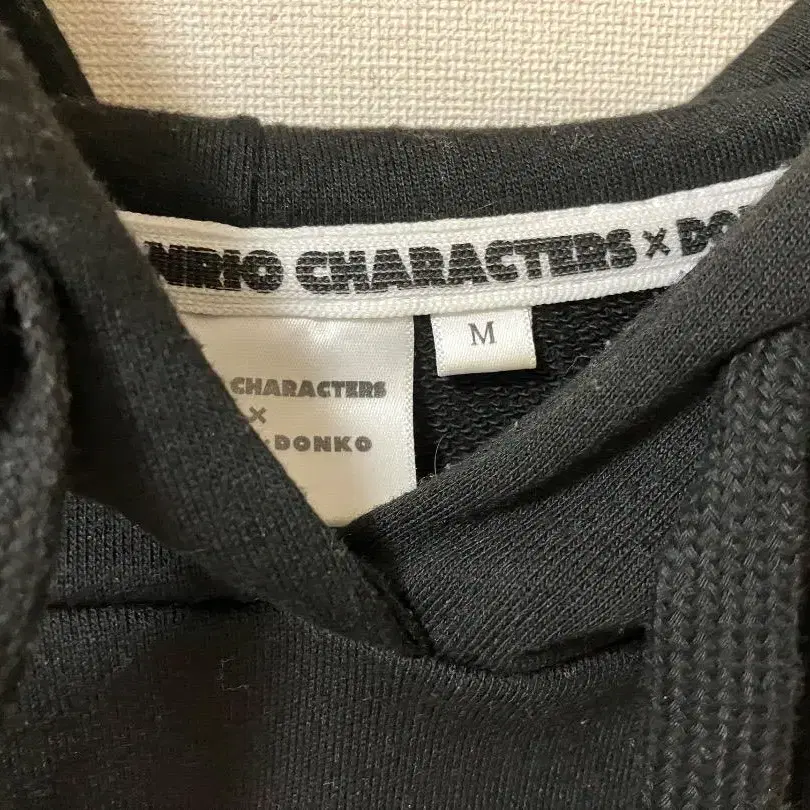 NRIO CHARACTERS × DO
M
CHARACTERS
×
DONKO